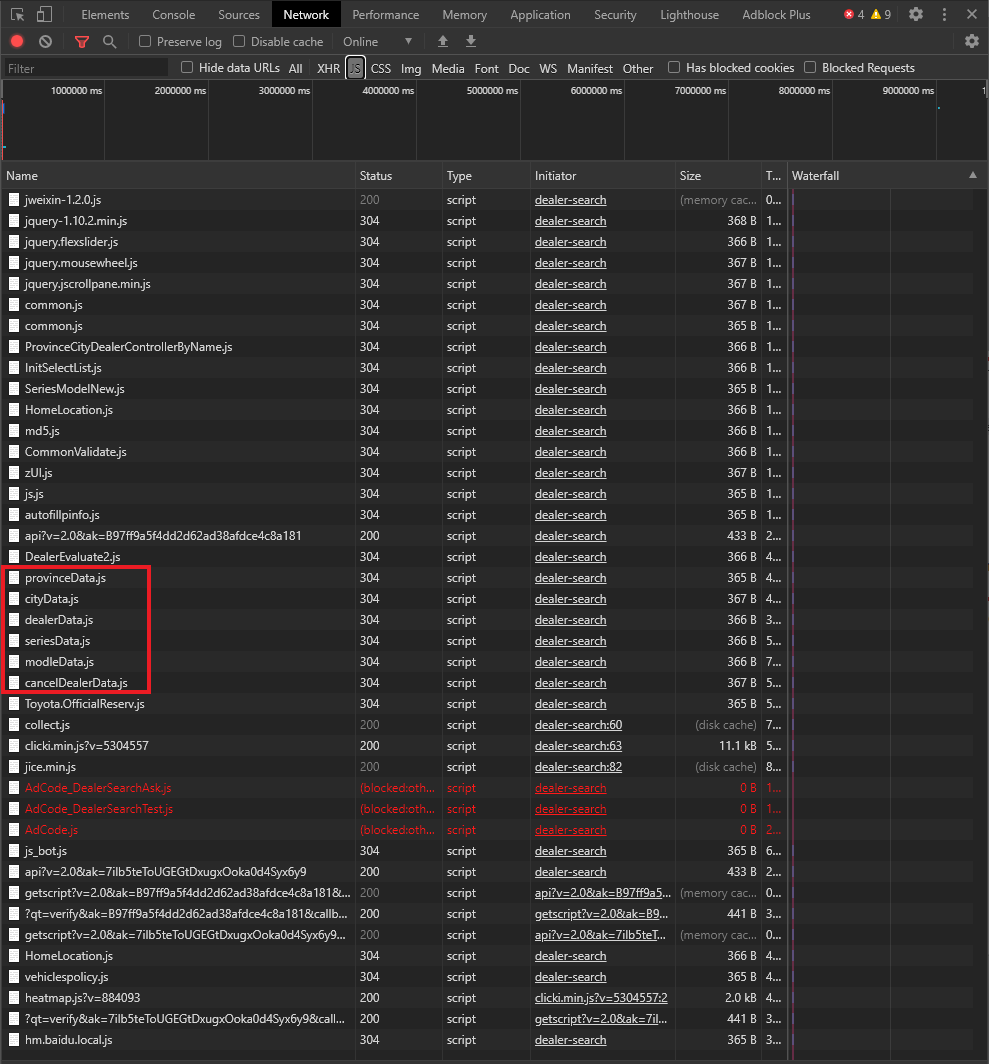 Elements Console Sources Network Performance Memory Application Security Lighthouse Adblock Plus 4 9
Preserve log Disable cache Online
Filter Hide data URLs All XHR JS CSS Img Media Font Doc WS Manifest Other Has blocked cookies Blocked Requests
1000000 ms 2000000 ms 3000000 ms 4000000 ms 5000000 ms 6000000 ms 7000000 ms 8000000 ms 9000000 ms 1
Name Status Type Initiator Size T... Waterfall
jweixin-1.2.0.js 200 script dealer-search (memory cac... 0...
jquery-1.10.2.min.js 304 script dealer-search 368 B 1...
jquery.flexslider.js 304 script dealer-search 366 B 1...
jquery.mousewheel.js 304 script dealer-search 367 B 1...
jquery.jscrollpane.min.js 304 script dealer-search 367 B 1...
common.js 304 script dealer-search 367 B 1...
common.js 304 script dealer-search 365 B 1...
ProvinceCityDealerControllerByName.js 304 script dealer-search 366 B 1...
InitSelectList.js 304 script dealer-search 366 B 1...
SeriesModelNew.js 304 script dealer-search 365 B 1...
HomeLocation.js 304 script dealer-search 366 B 1...
md5.js 304 script dealer-search 366 B 1...
CommonValidate.js 304 script dealer-search 366 B 1...
zUI.js 304 script dealer-search 367 B 1...
js.js 304 script dealer-search 365 B 1...
autofillpinfo.js 304 script dealer-search 365 B 1...
api?v=2.0&ak=B97ff9a5f4dd2d62ad38afdce4c8a181 200 script dealer-search 433 B 2...
DealerEvaluate2.js 304 script dealer-search 366 B 4...
provinceData.js 304 script dealer-search 365 B 4...
cityData.js 304 script dealer-search 367 B 4...
dealerData.js 304 script dealer-search 366 B 3...
seriesData.js 304 script dealer-search 366 B 5...
modleData.js 304 script dealer-search 366 B 7...
cancelDealerData.js 304 script dealer-search 367 B 5...
Toyota.OfficialReserv.js 304 script dealer-search 365 B 5...
collect.js 200 script dealer-search:60 (disk cache) 7...
clicki.min.js?v=5304557 200 script dealer-search:63 11.1 kB 5...
jice.min.js 200 script dealer-search:82 (disk cache) 8...
AdCode_DealerSearchAsk.js (blocked:oth... script dealer-search 0 B 1...
AdCode_DealerSearchTest.js (blocked:oth... script dealer-search 0 B 1...
AdCode.js (blocked:oth... script dealer-search 0 B 2...
js_bot.js 304 script dealer-search 365 B 6...
api?v=2.0&ak=7iIb5teToUGEGtDxugxOoka0d4Syx6y9 200 script dealer-search 433 B 2...
getscript?v=2.0&ak=B97ff9a5f4dd2d62ad38afdce4c8a181&... 200 script api?v=2.0&ak=B97ff9a5... (memory cac... 0...
?qt=verify&ak=B97ff9a5f4dd2d62ad38afdce4c8a181&callb... 200 script getscript?v=2.0&ak=B9... 441 B 3...
getscript?v=2.0&ak=7iIb5teToUGEGtDxugxOoka0d4Syx6y9... 200 script api?v=2.0&ak=7iIb5teT... (memory cac... 0...
HomeLocation.js 304 script dealer-search 366 B 4...
vehiclespolicy.js 304 script dealer-search 365 B 4...
heatmap.js?v=884093 200 script clicki.min.js?v=5304557:2 2.0 kB 4...
?qt=verify&ak=7iIb5teToUGEGtDxugxOoka0d4Syx6y9&call... 200 script getscript?v=2.0&ak=7iI... 441 B 3...
hm.baidu.local.js 304 script dealer-search 365 B 3...